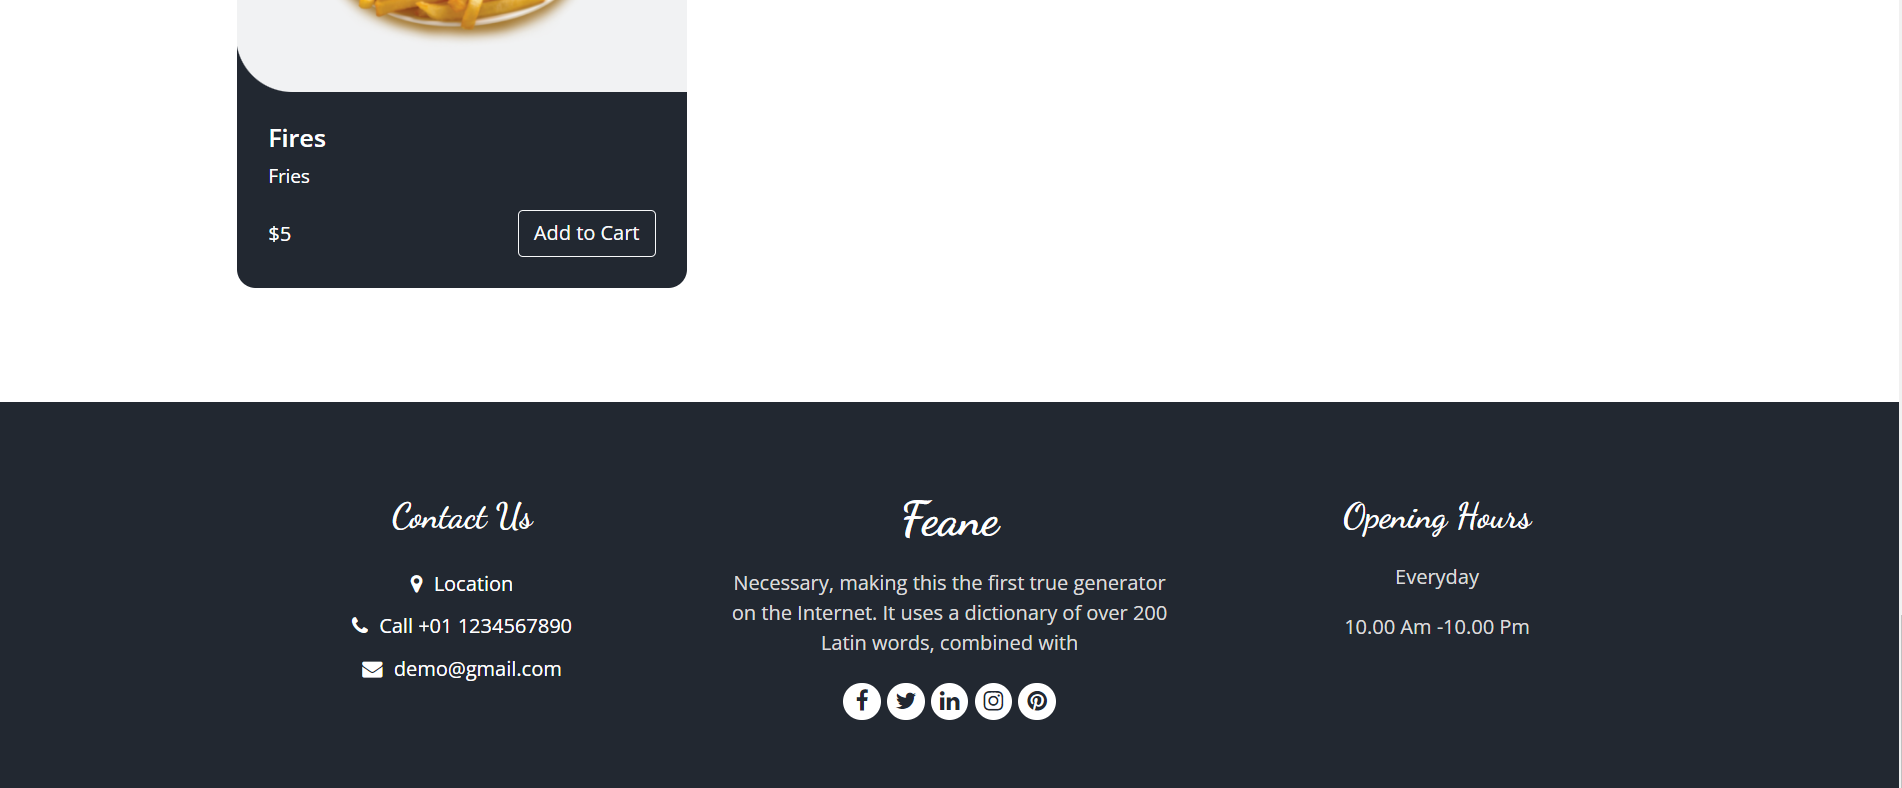 Fires
Fries
$5
Add to Cart
Contact Us
Location
Call +01 1234567890
demo@gmail.com
Feane
Necessary, making this the first true generator
on the Internet. It uses a dictionary of over 200
Latin words, combined with
Opening Hours
Everyday
10.00 Am -10.00 Pm